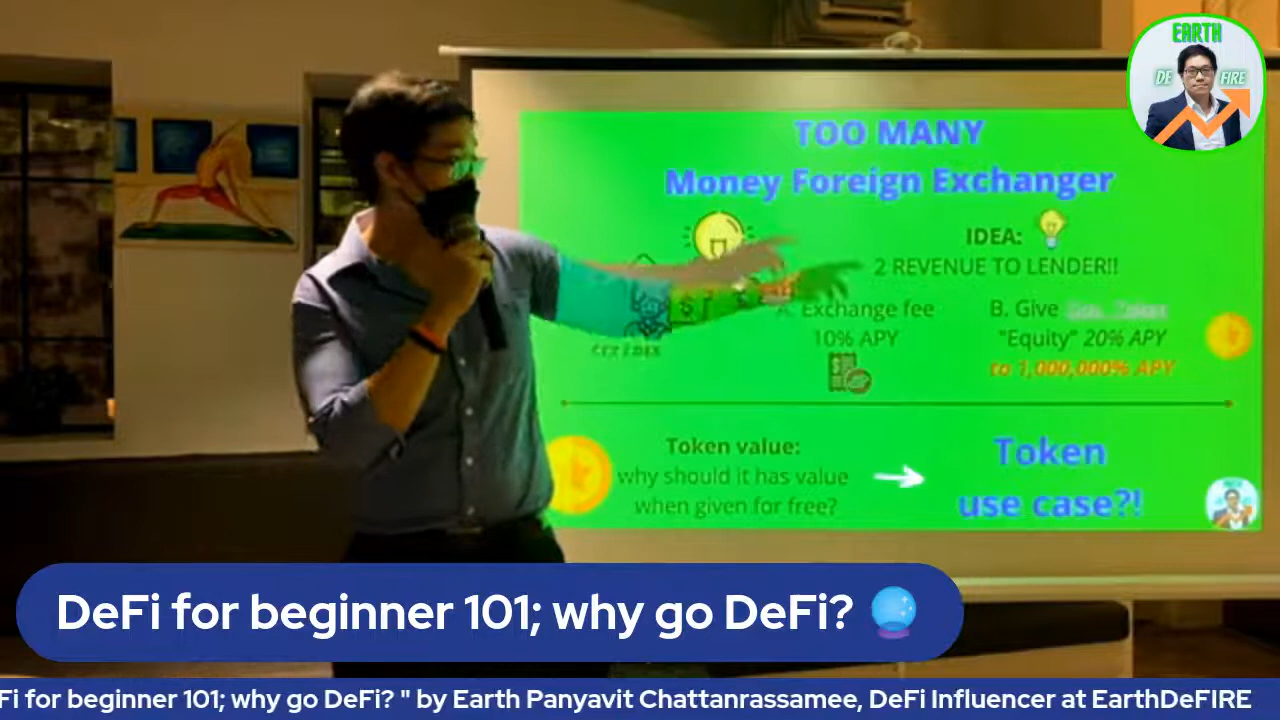 EARTH
DE FIRE
TOO MANY
Money Foreign Exchanger
IDEA:
2 REVENUE TO LENDER!!
Exchange fee
10% APY
B. Give
"Equity" 20% APY
to 1,000,000% APY
Token value:
why should it has value
when given for free?
Token
use case?!
DeFi for beginner 101; why go DeFi?
Fi for beginner 101; why go DeFi? " by Earth Panyavit Chattanrassamee, DeFi Influencer at EarthDeFIRE